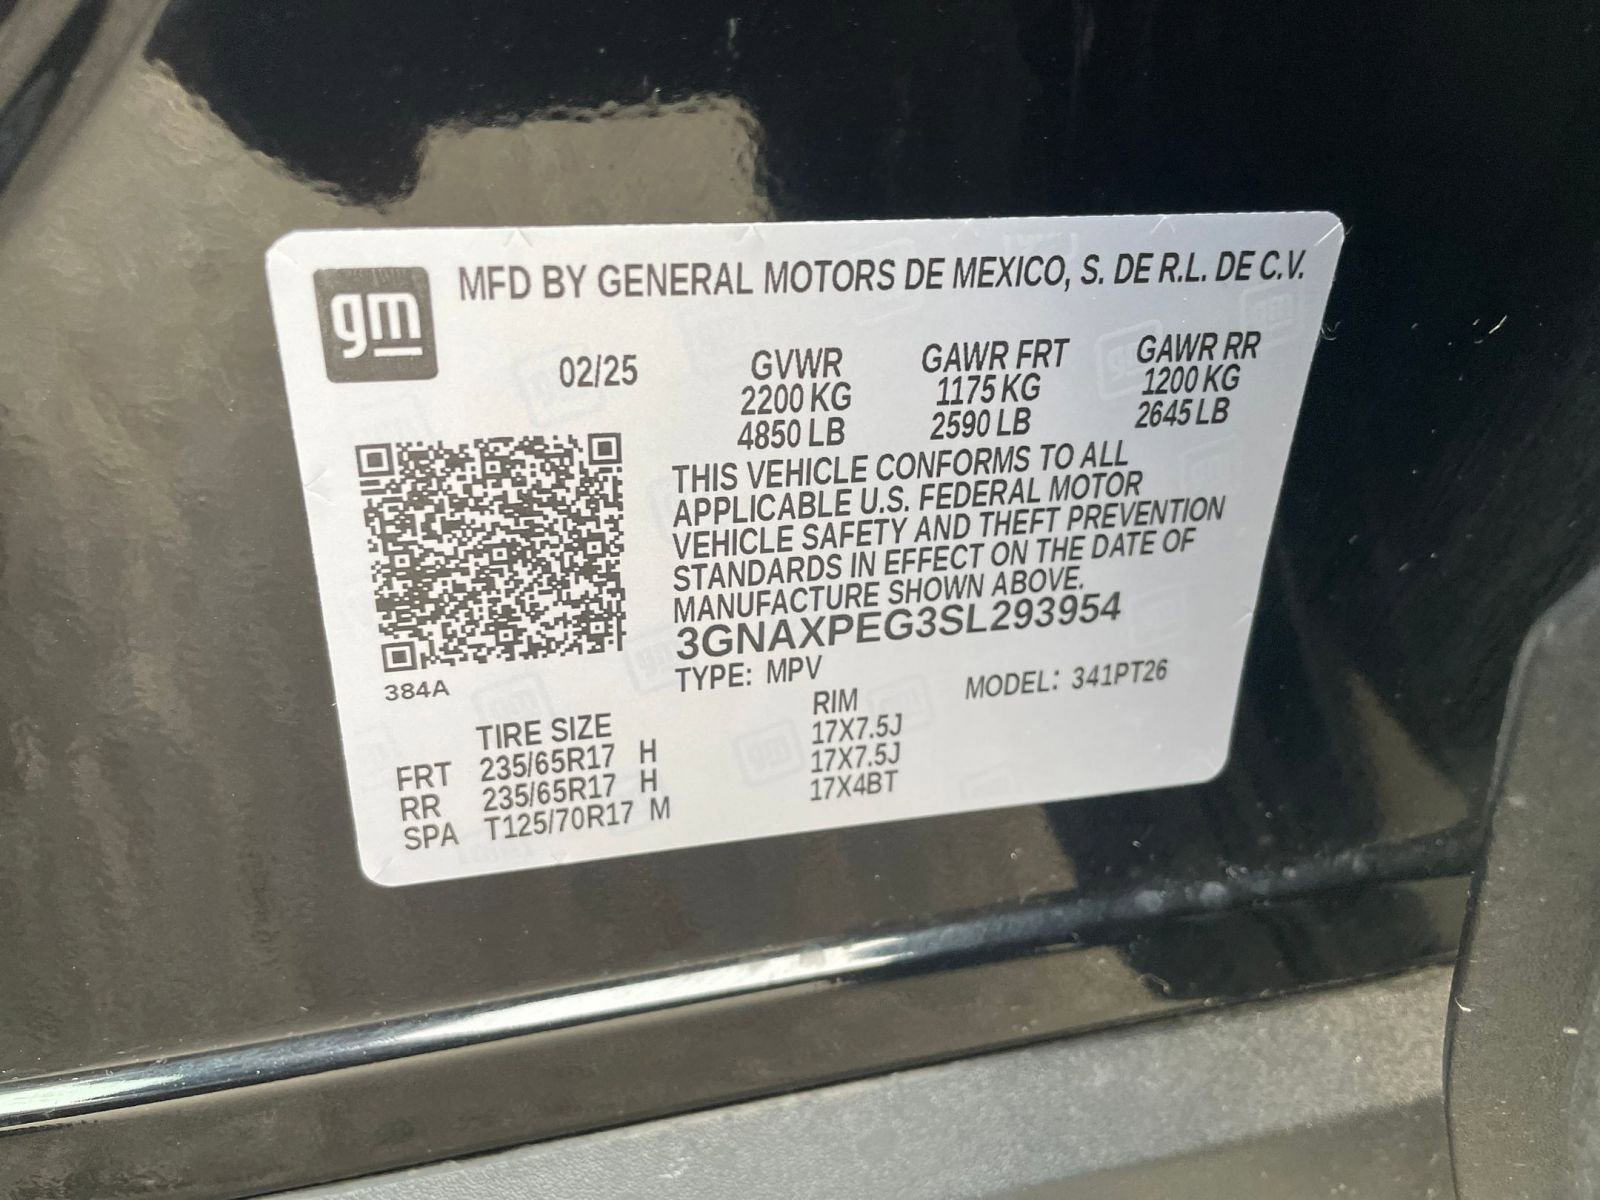 gm
MFD BY GENERAL MOTORS DE MEXICO, S. DE R.L. DE C.V.
02/25
GVWR
2200 KG
4850 LB
GAWR FRT
1175 KG
2590 LB
GAWR RR
1200 KG
2645 LB
THIS VEHICLE CONFORMS TO ALL
APPLICABLE U.S. FEDERAL MOTOR
VEHICLE SAFETY AND THEFT PREVENTION
STANDARDS IN EFFECT ON THE DATE OF
MANUFACTURE SHOWN ABOVE.
3GNAXPEG3SL293954
TYPE: MPV
MODEL: 341PT26
384A
TIRE SIZE RIM
FRT 235/65R17 H 17X7.5J
RR 235/65R17 H 17X7.5J
SPA T125/70R17 M 17X4BT